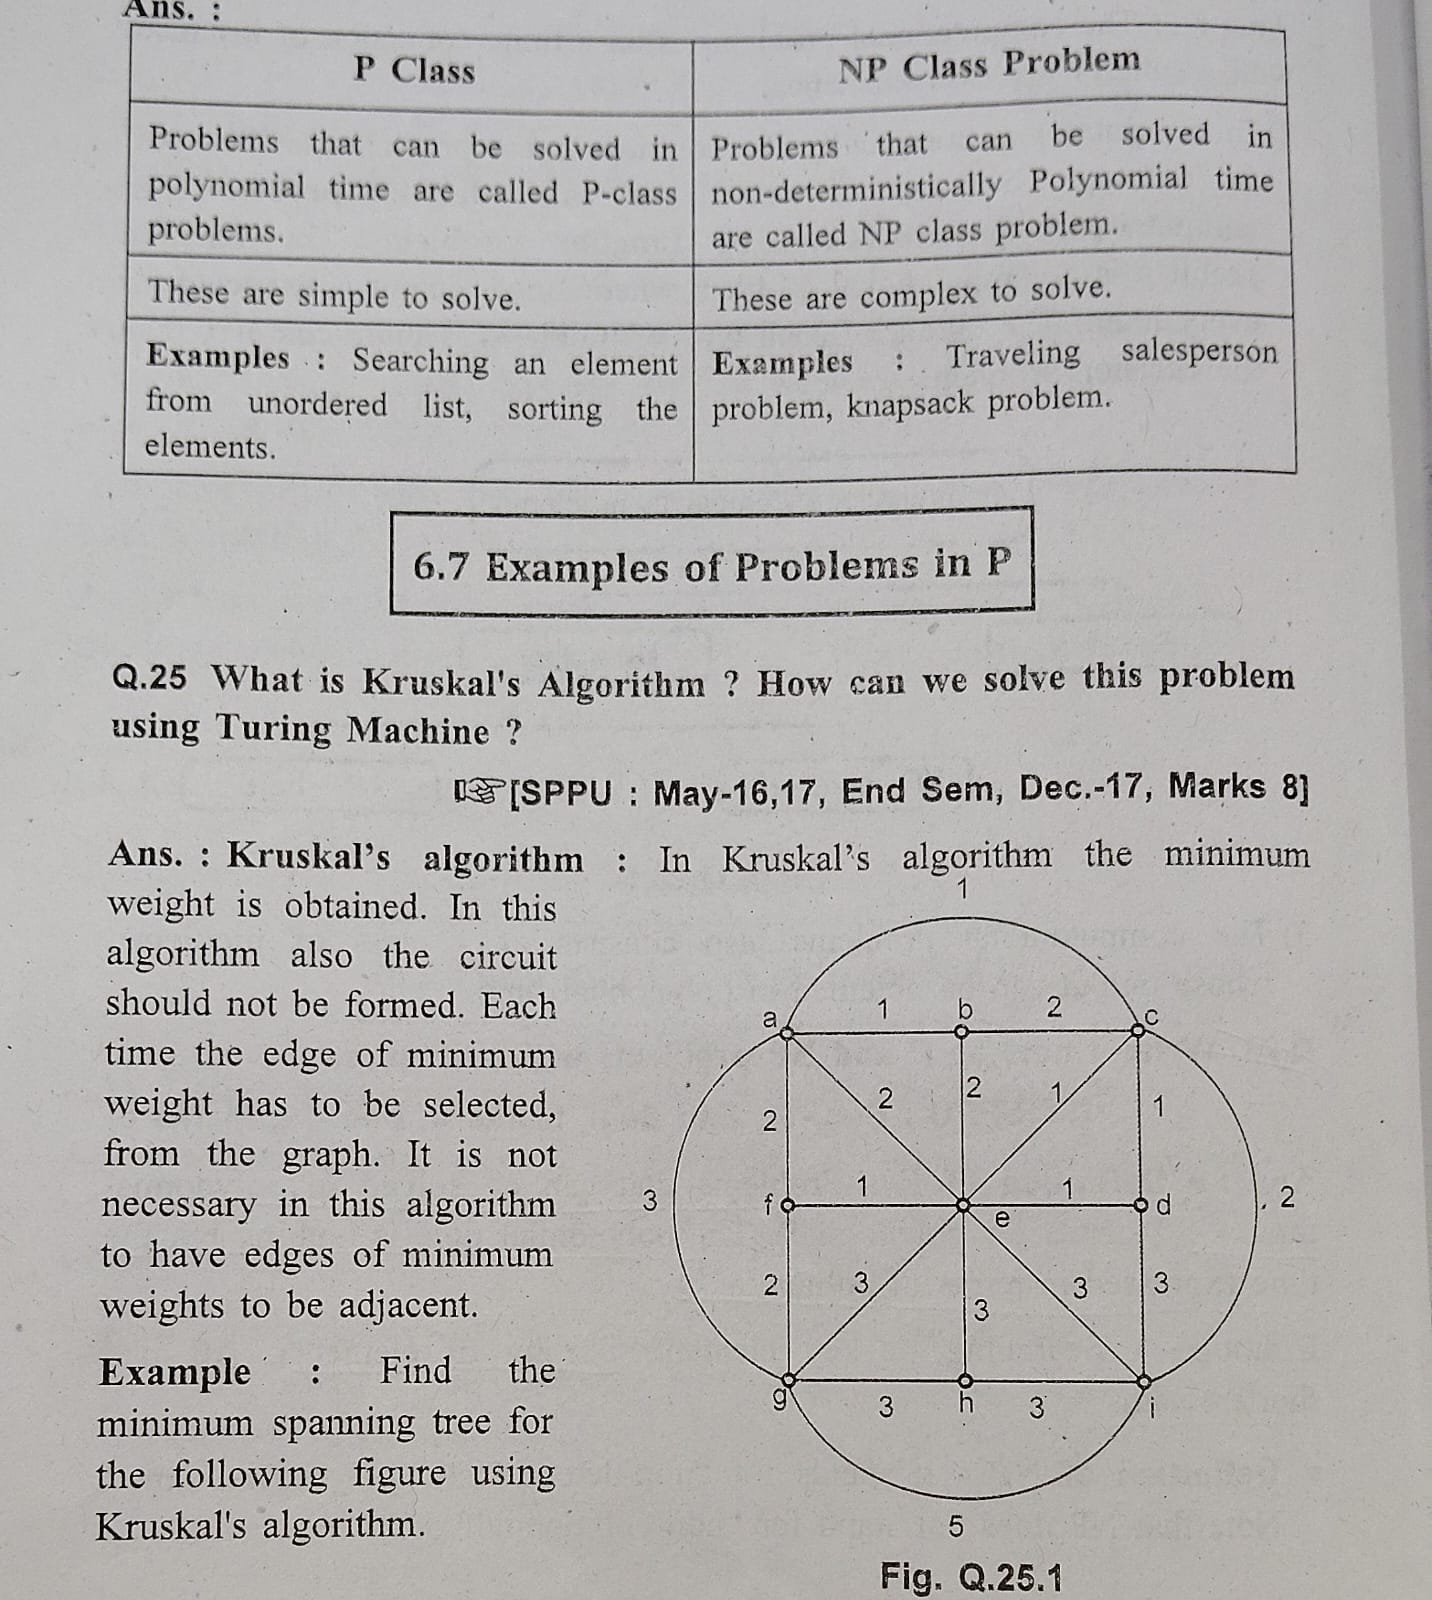 Ans. :
P Class
NP Class Problem
Problems that can be solved in
polynomial time are called P-class
problems.
Problems that can be solved in
non-deterministically Polynomial time
are called NP class problem.
These are simple to solve.
These are complex to solve.
Examples : Searching an element
from unordered list, sorting the
elements.
Examples : Traveling salesperson
problem, knapsack problem.
6.7 Examples of Problems in P
Q.25 What is Kruskal's Algorithm ? How can we solve this problem
using Turing Machine ?
☞[SPPU : May-16,17, End Sem, Dec.-17, Marks 8]
Ans. : Kruskal’s algorithm : In Kruskal’s algorithm the minimum
weight is obtained. In this
algorithm also the circuit
should not be formed. Each
time the edge of minimum
weight has to be selected,
from the graph. It is not
necessary in this algorithm
to have edges of minimum
weights to be adjacent.
Example : Find the
minimum spanning tree for
the following figure using
Kruskal's algorithm.
1
a 1 b 2 c
2 2 2 1 1
3 f 1 e 1 d 2
2 3 3 3 3
g 3 h 3 i
5
Fig. Q.25.1